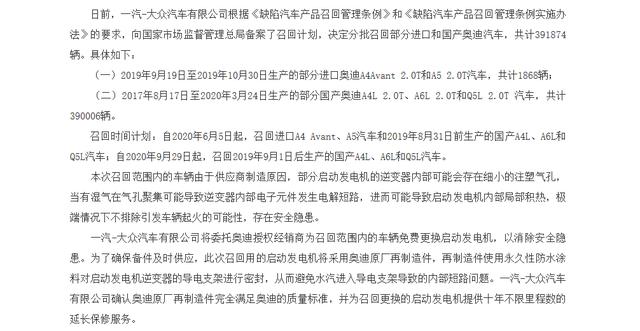 日前，一汽-大众汽车有限公司根据《缺陷汽车产品召回管理条例》和《缺陷汽车产品召回管理条例实施办
法》的要求，向国家市场监督管理总局备案了召回计划，决定分批召回部分进口和国产奥迪汽车，共计391874
辆。具体如下：
（一）2019年9月19日至2019年10月30日生产的部分进口奥迪A4Avant 2.0T和A5 2.0T汽车，共计1868辆；
（二）2017年8月17日至2020年3月24日生产的部分国产奥迪A4L 2.0T、A6L 2.0T和Q5L 2.0T 汽车，共计
390006辆。
召回时间计划：自2020年6月5日起，召回进口A4 Avant、A5汽车和2019年8月31日前生产的国产A4L、A6L和
Q5L汽车；自2020年9月29日起，召回2019年9月1日后生产的国产A4L、A6L和Q5L汽车。
本次召回范围内的车辆由于供应商制造原因，部分启动发电机的逆变器内部可能会存在细小的注塑气孔，
当有湿气在气孔聚集可能导致逆变器内部电子元件发生电解短路，进而可能导致启动发电机内部局部积热，极
端情况下不排除引发车辆起火的可能性，存在安全隐患。
一汽-大众汽车有限公司将委托奥迪授权经销商为召回范围内的车辆免费更换启动发电机，以消除安全隐
患。为了确保备件及时供应，此次召回用的启动发电机将采用奥迪原厂再制造件，再制造件使用永久性防水涂
料对启动发电机逆变器的导电支架进行密封，从而避免水汽进入导电支架导致的内部短路问题。一汽-大众汽车
有限公司确认奥迪原厂再制造件完全满足奥迪的质量标准，并为召回更换的启动发电机提供十年不限里程数的
延长保修服务。